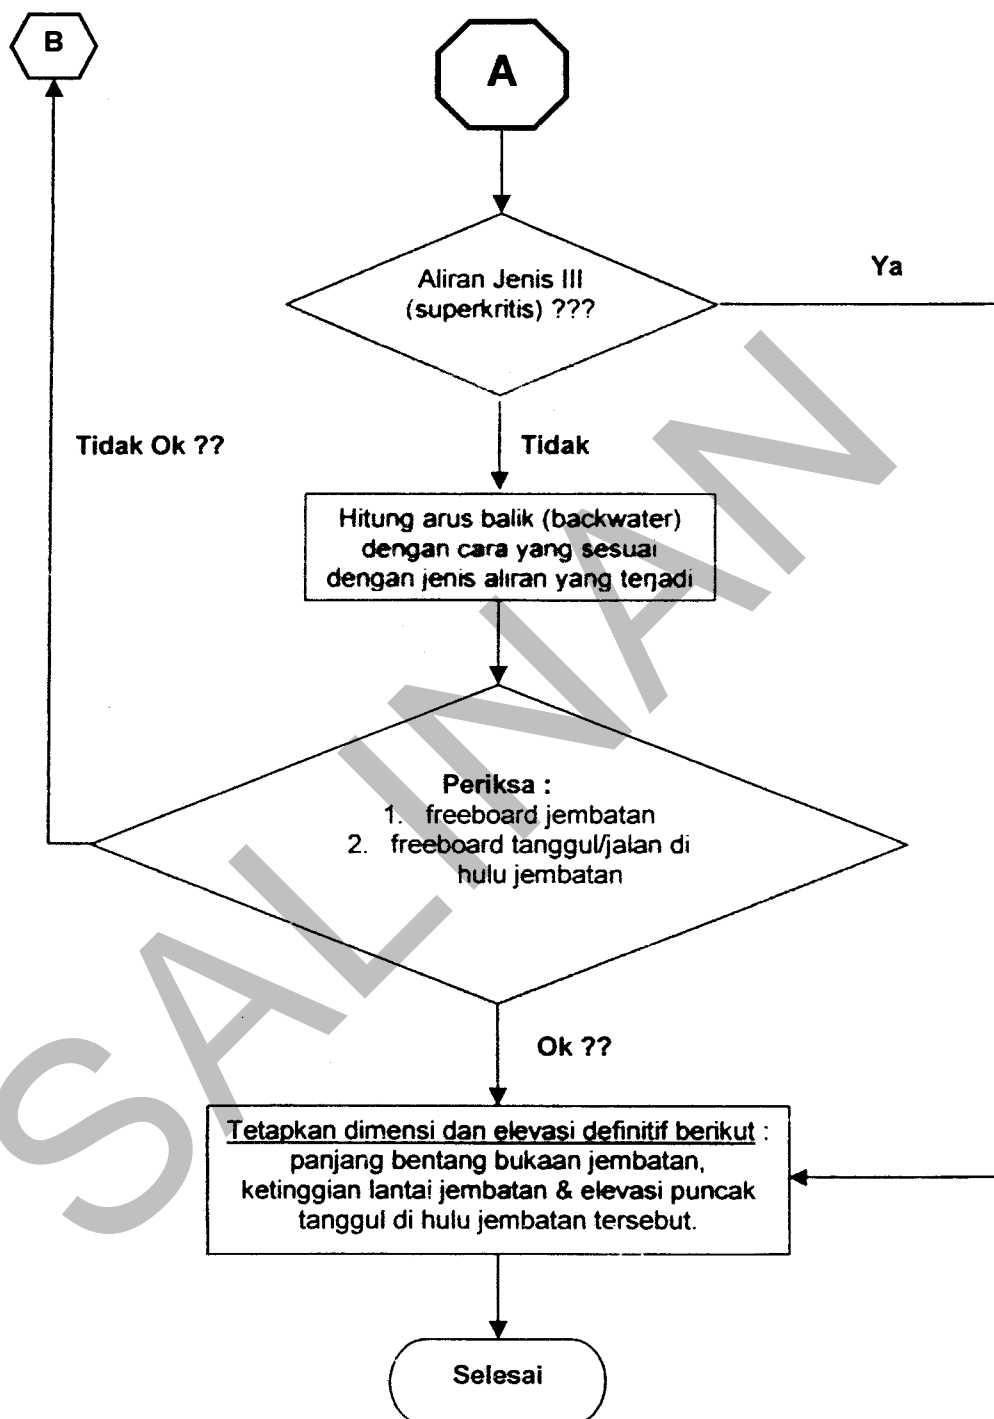 B
A
Aliran Jenis III
(superkritis) ???
Ya
Tidak Ok ??
Tidak
Hitung arus balik (backwater)
dengan cara yang sesuai
dengan jenis aliran yang terjadi
Periksa :
1. freeboard jembatan
2. freeboard tanggul/jalan di
hulu jembatan
Ok ??
Tetapkan dimensi dan elevasi definitif berikut :
panjang bentang bukaan jembatan,
ketinggian lantai jembatan & elevasi puncak
tanggul di hulu jembatan tersebut.
Selesai
SALINAN